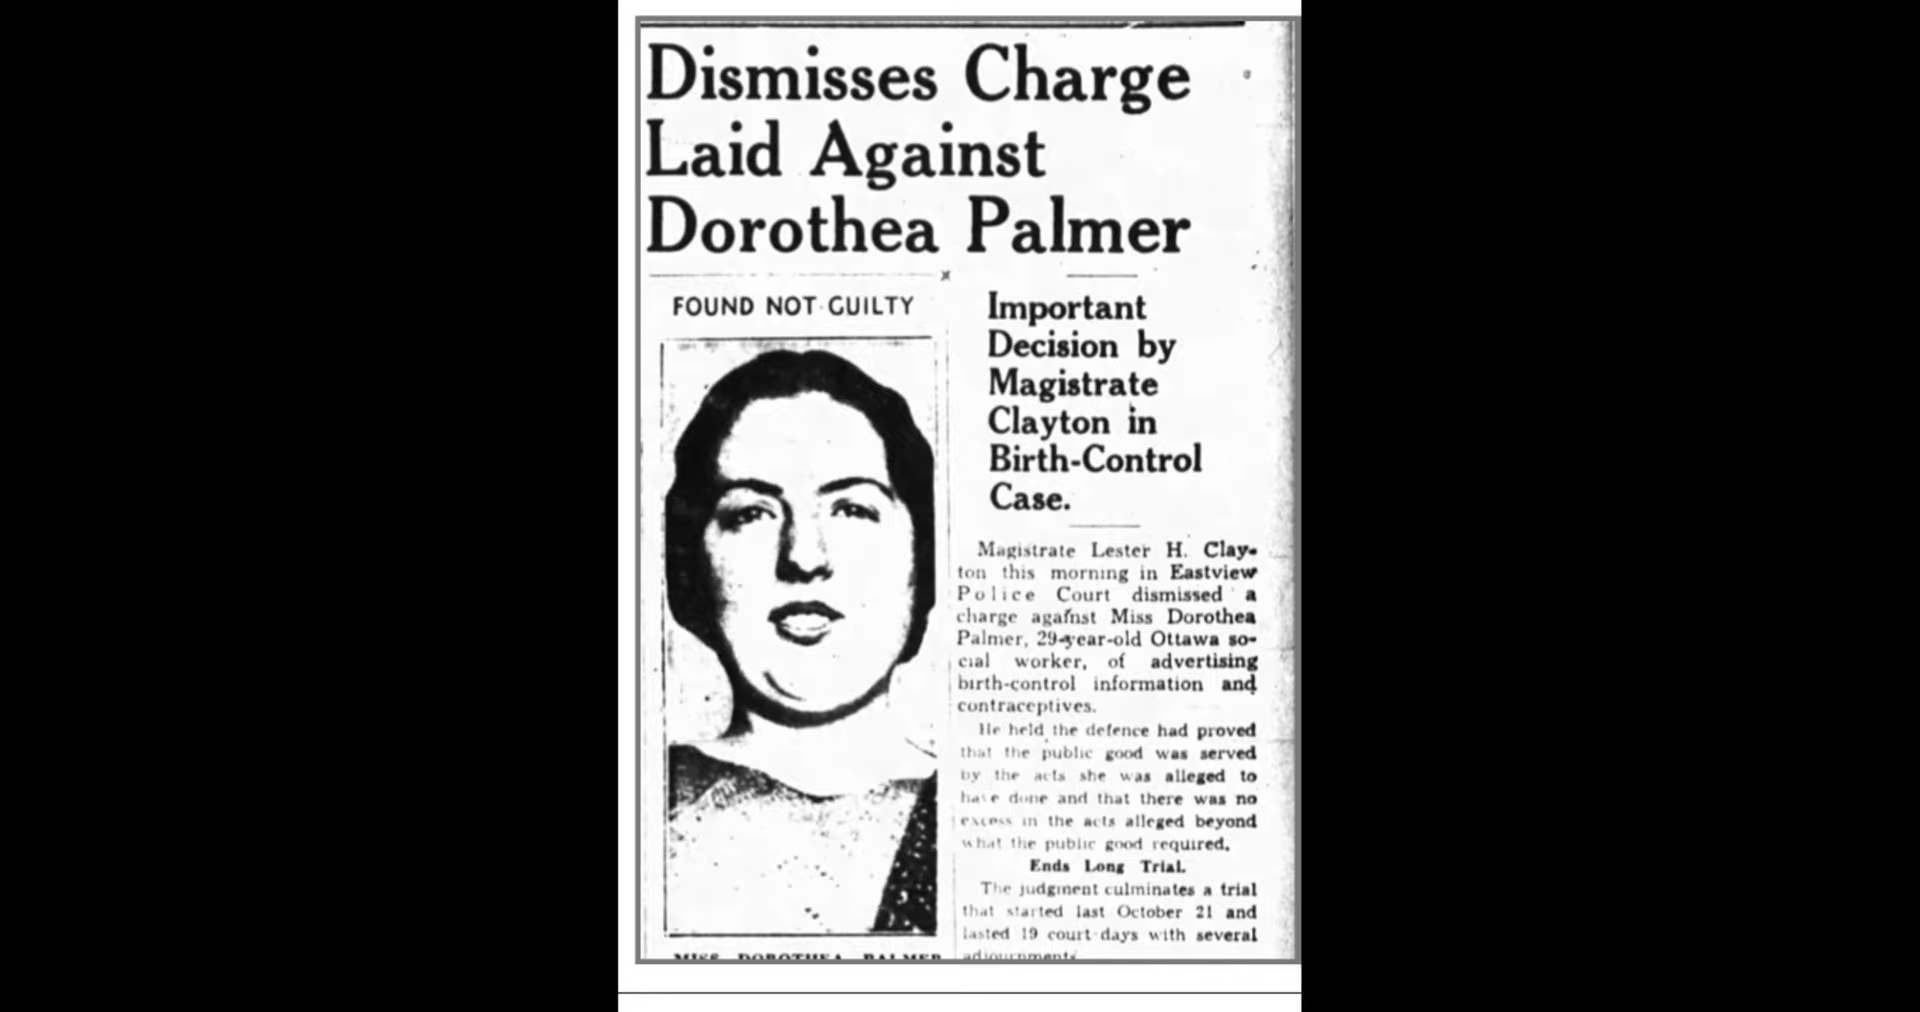 Dismisses Charge
Laid Against
Dorothea Palmer
FOUND NOT GUILTY
MISS DOROTHEA PALMER
Important
Decision by
Magistrate
Clayton in
Birth-Control
Case.
Magistrate Lester H. Clay-
ton this morning in Eastview
Police Court dismissed a
charge against Miss Dorothea
Palmer, 29-year-old Ottawa so-
cial worker, of advertising
birth-control information and
contraceptives.
He held the defence had proved
that the public good was served
by the acts she was alleged to
have done and that there was no
excess in the acts alleged beyond
what the public good required.
Ends Long Trial.
The judgment culminates a trial
that started last October 21 and
lasted 19 court-days with several
adjournments